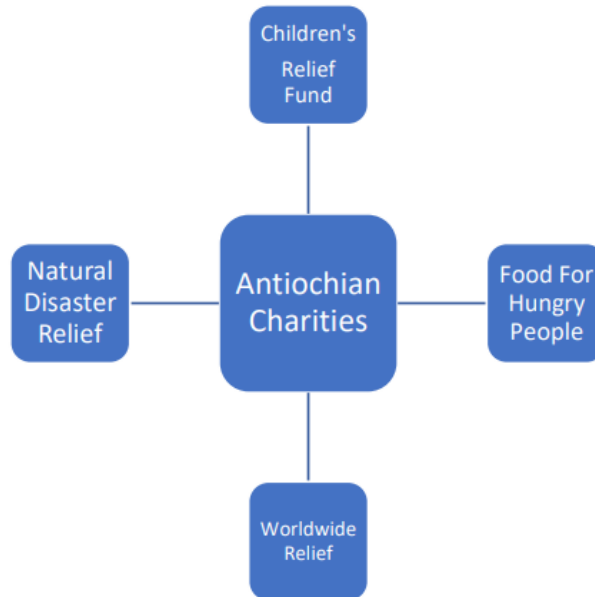 Children's
Relief
Fund
Natural
Disaster
Relief
Antiochian
Charities
Food For
Hungry
People
Worldwide
Relief